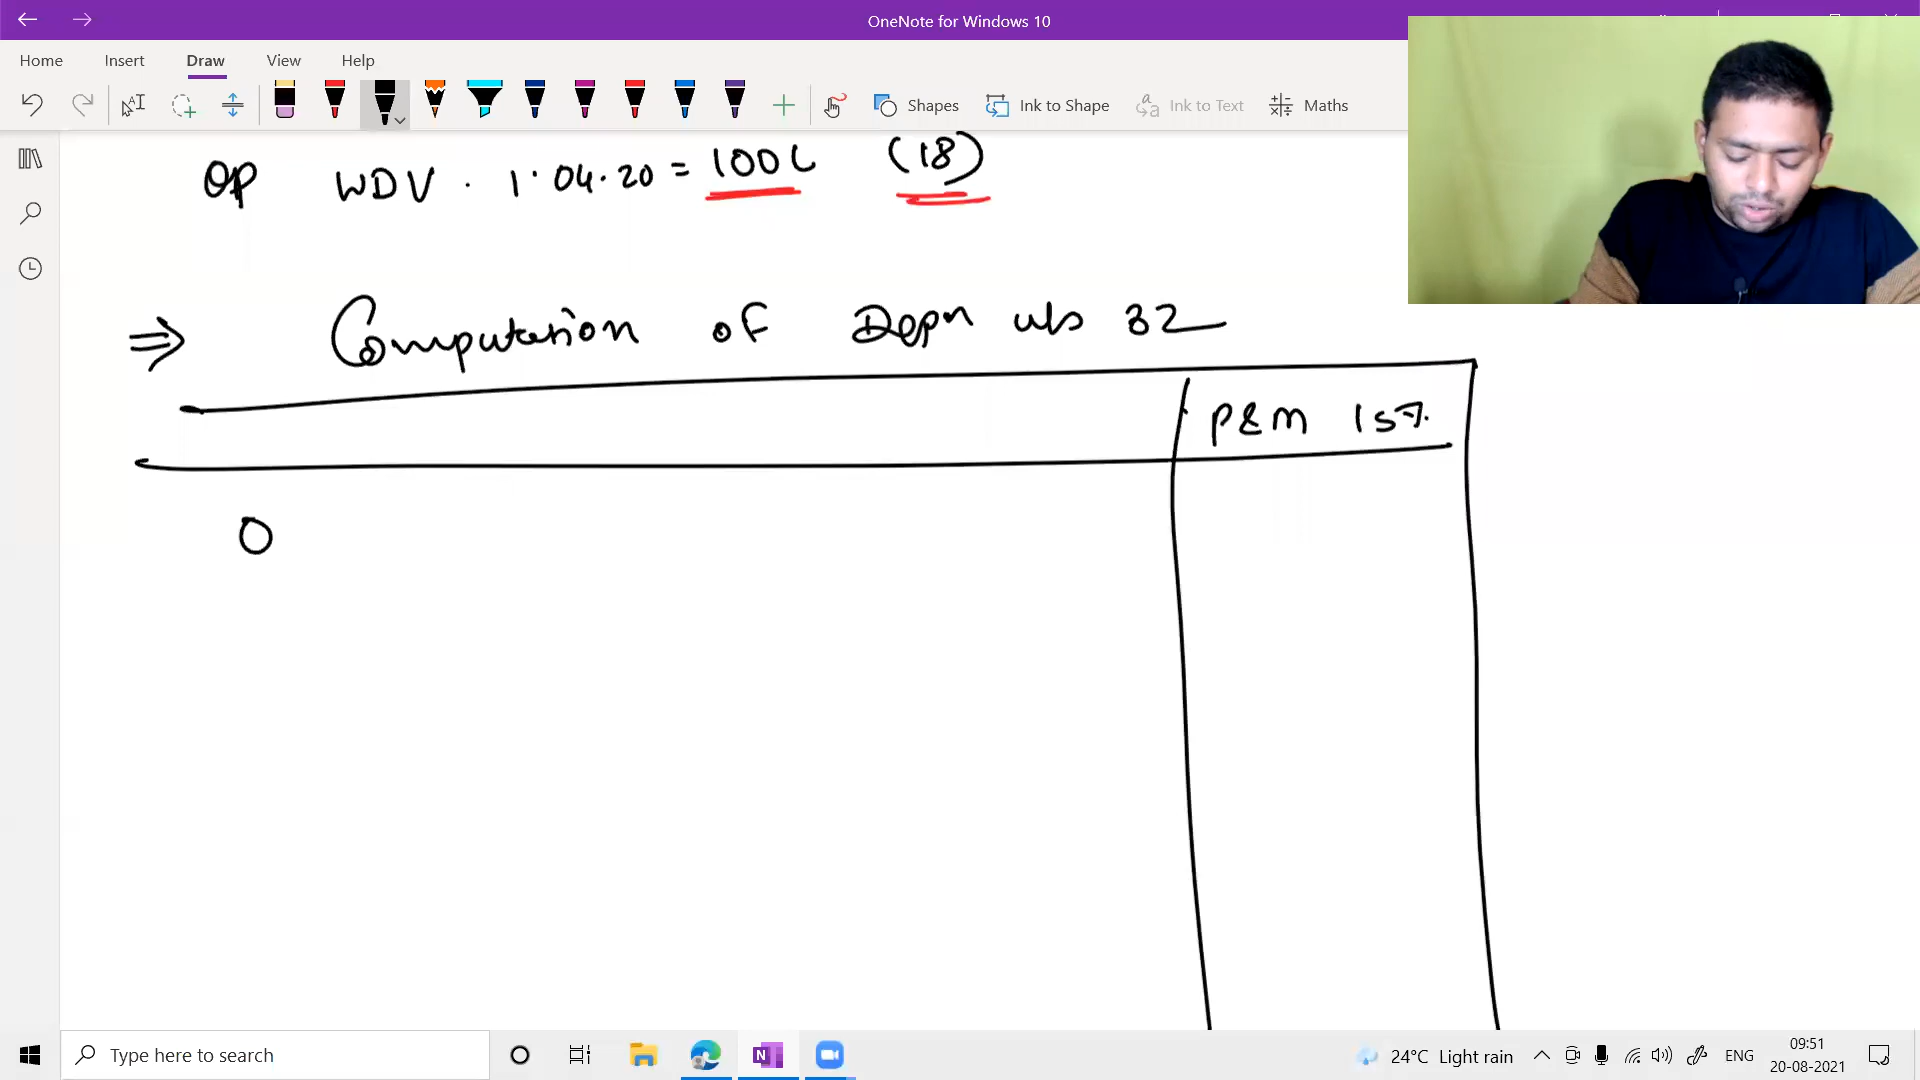 OneNote for Windows 10
Home Insert Draw View Help
Shapes Ink to Shape Ink to Text Maths
Op WDV . 1.04.20 = 100L (18)
⇒ Computation of Depn u/s 32
P&M 15%.
O
Type here to search
24°C Light rain
ENG
09:51
20-08-2021